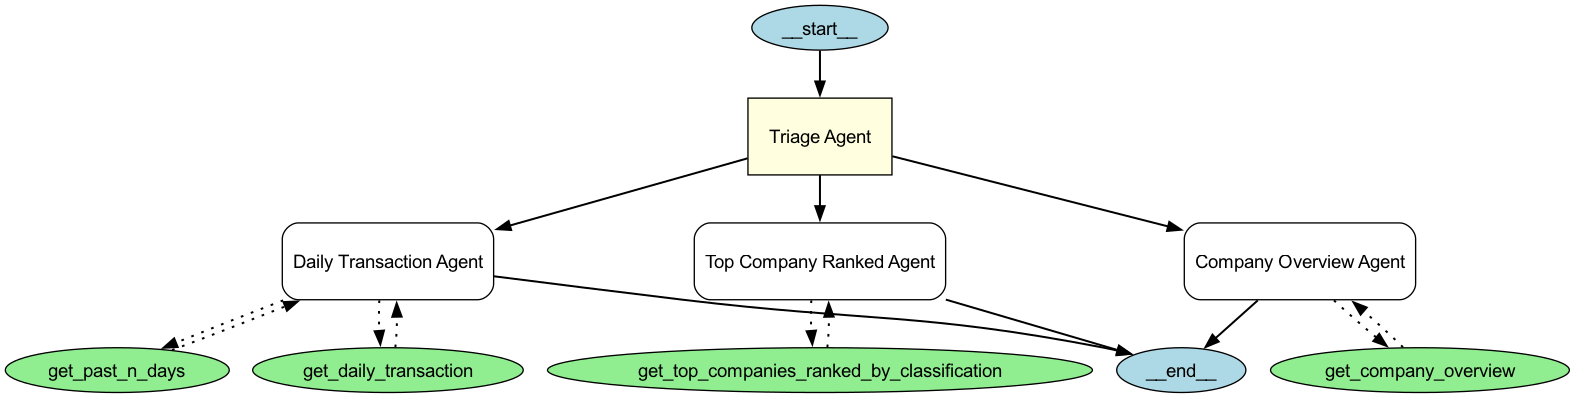 __start__
Triage Agent
Daily Transaction Agent
Top Company Ranked Agent
Company Overview Agent
get_past_n_days
get_daily_transaction
get_top_companies_ranked_by_classification
__end__
get_company_overview